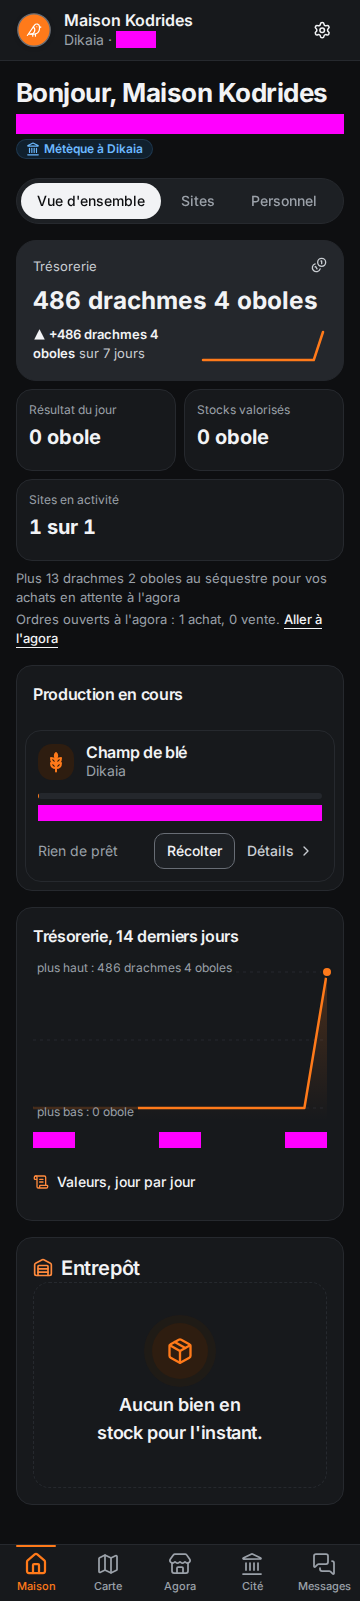 Maison Kodrides
Dikaia ·
Bonjour, Maison Kodrides
Métèque à Dikaia
Vue d'ensemble
Sites
Personnel
Trésorerie
486 drachmes 4 oboles
▲ +486 drachmes 4
oboles sur 7 jours
Résultat du jour
0 obole
Stocks valorisés
0 obole
Sites en activité
1 sur 1
Plus 13 drachmes 2 oboles au séquestre pour vos
achats en attente à l'agora
Ordres ouverts à l'agora : 1 achat, 0 vente. Aller à
l'agora
Production en cours
Champ de blé
Dikaia
Rien de prêt
Récolter
Détails
Trésorerie, 14 derniers jours
plus haut : 486 drachmes 4 oboles
plus bas : 0 obole
Valeurs, jour par jour
Entrepôt
Aucun bien en
stock pour l'instant.
Maison
Carte
Agora
Cité
Messages